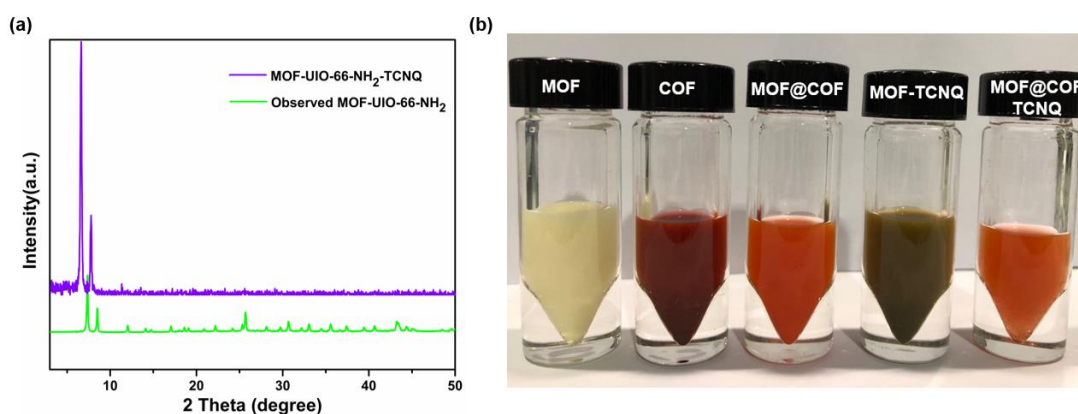 (a)
(b)
MOF-UIO-66-NH₂-TCNQ
Observed MOF-UIO-66-NH₂
Intensity(a.u.)
10 20 30 40 50
2 Theta (degree)
MOF
COF
MOF@COF
MOF-TCNQ
MOF@COF
TCNQ